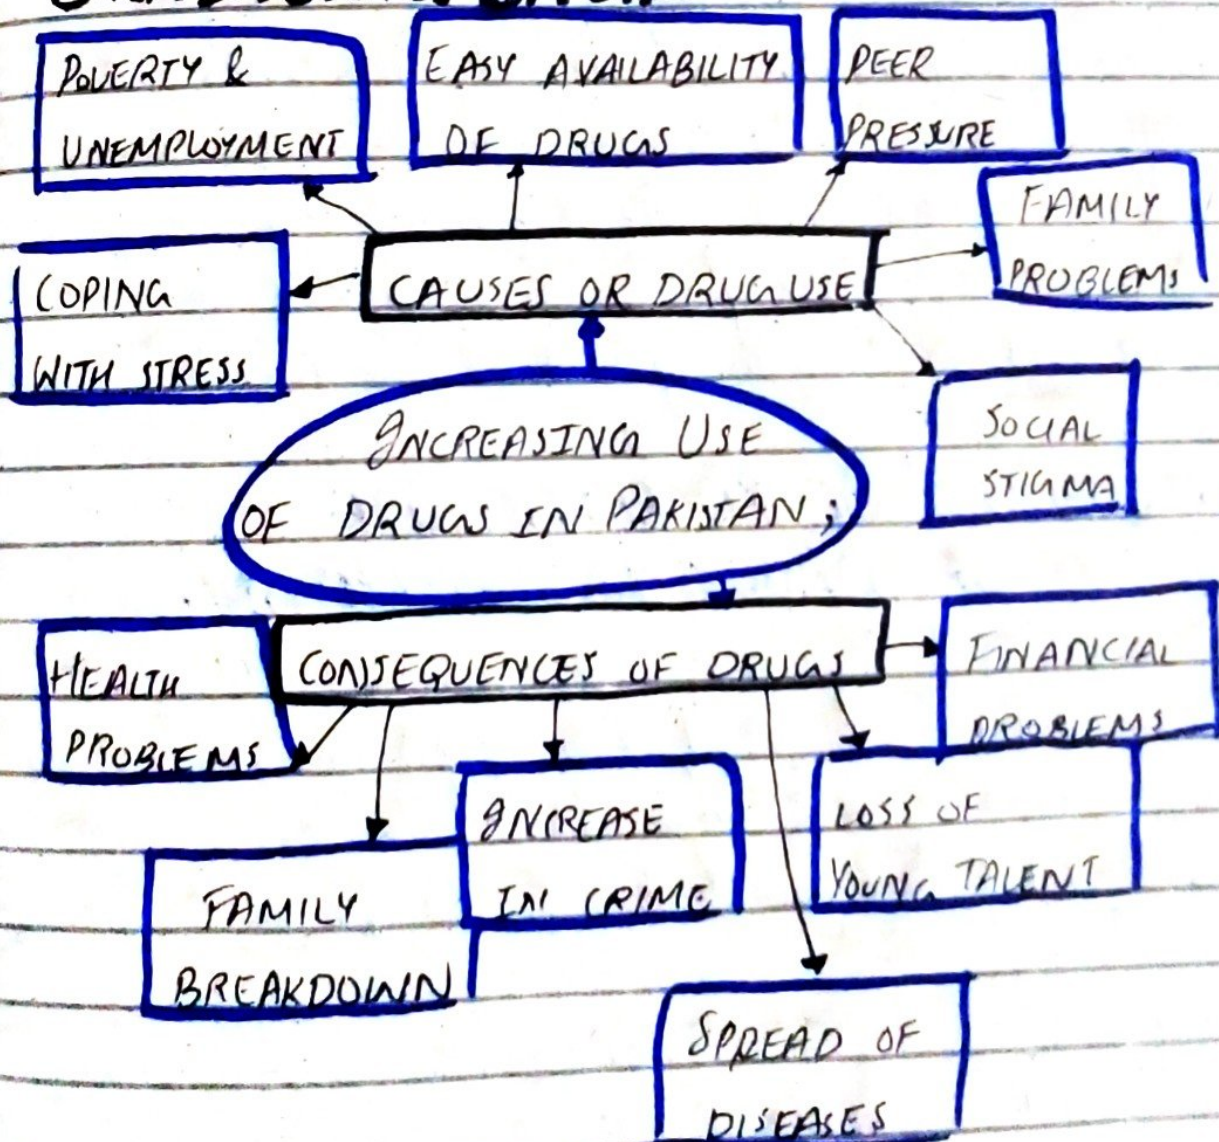 POVERTY &
UNEMPLOYMENT
EASY AVAILABILITY
OF DRUGS
PEER
PRESSURE
FAMILY
PROBLEMS
COPING
WITH STRESS
CAUSES OR DRUG USE
SOCIAL
STIGMA
INCREASING USE
OF DRUGS IN PAKISTAN;
CONSEQUENCES OF DRUGS
HEALTH
PROBLEMS
FINANCIAL
PROBLEMS
FAMILY
BREAKDOWN
INCREASE
IN CRIME
LOSS OF
YOUNG TALENT
SPREAD OF
DISEASES